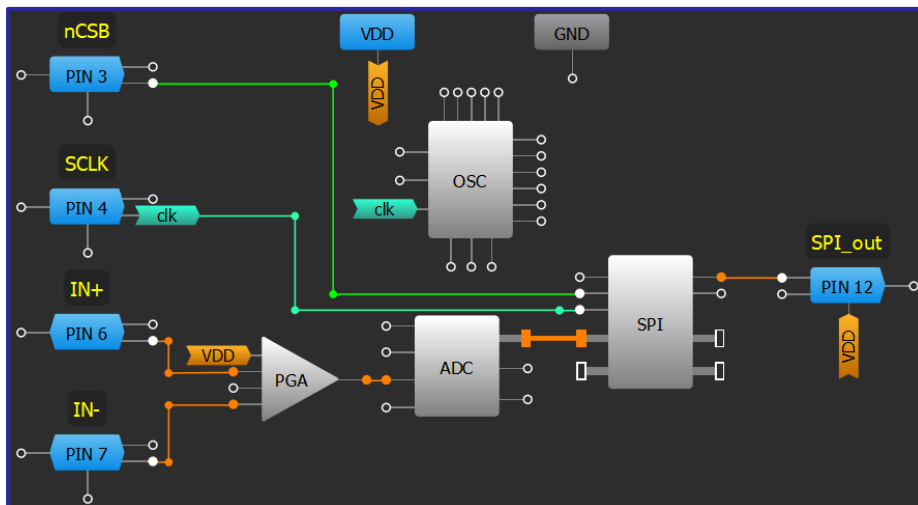 nCSB
PIN 3
VDD
GND
VDD
SCLK
PIN 4
clk
OSC
clk
SPI_out
PIN 12
IN+
PIN 6
SPI
VDD
PGA
ADC
VDD
IN-
PIN 7